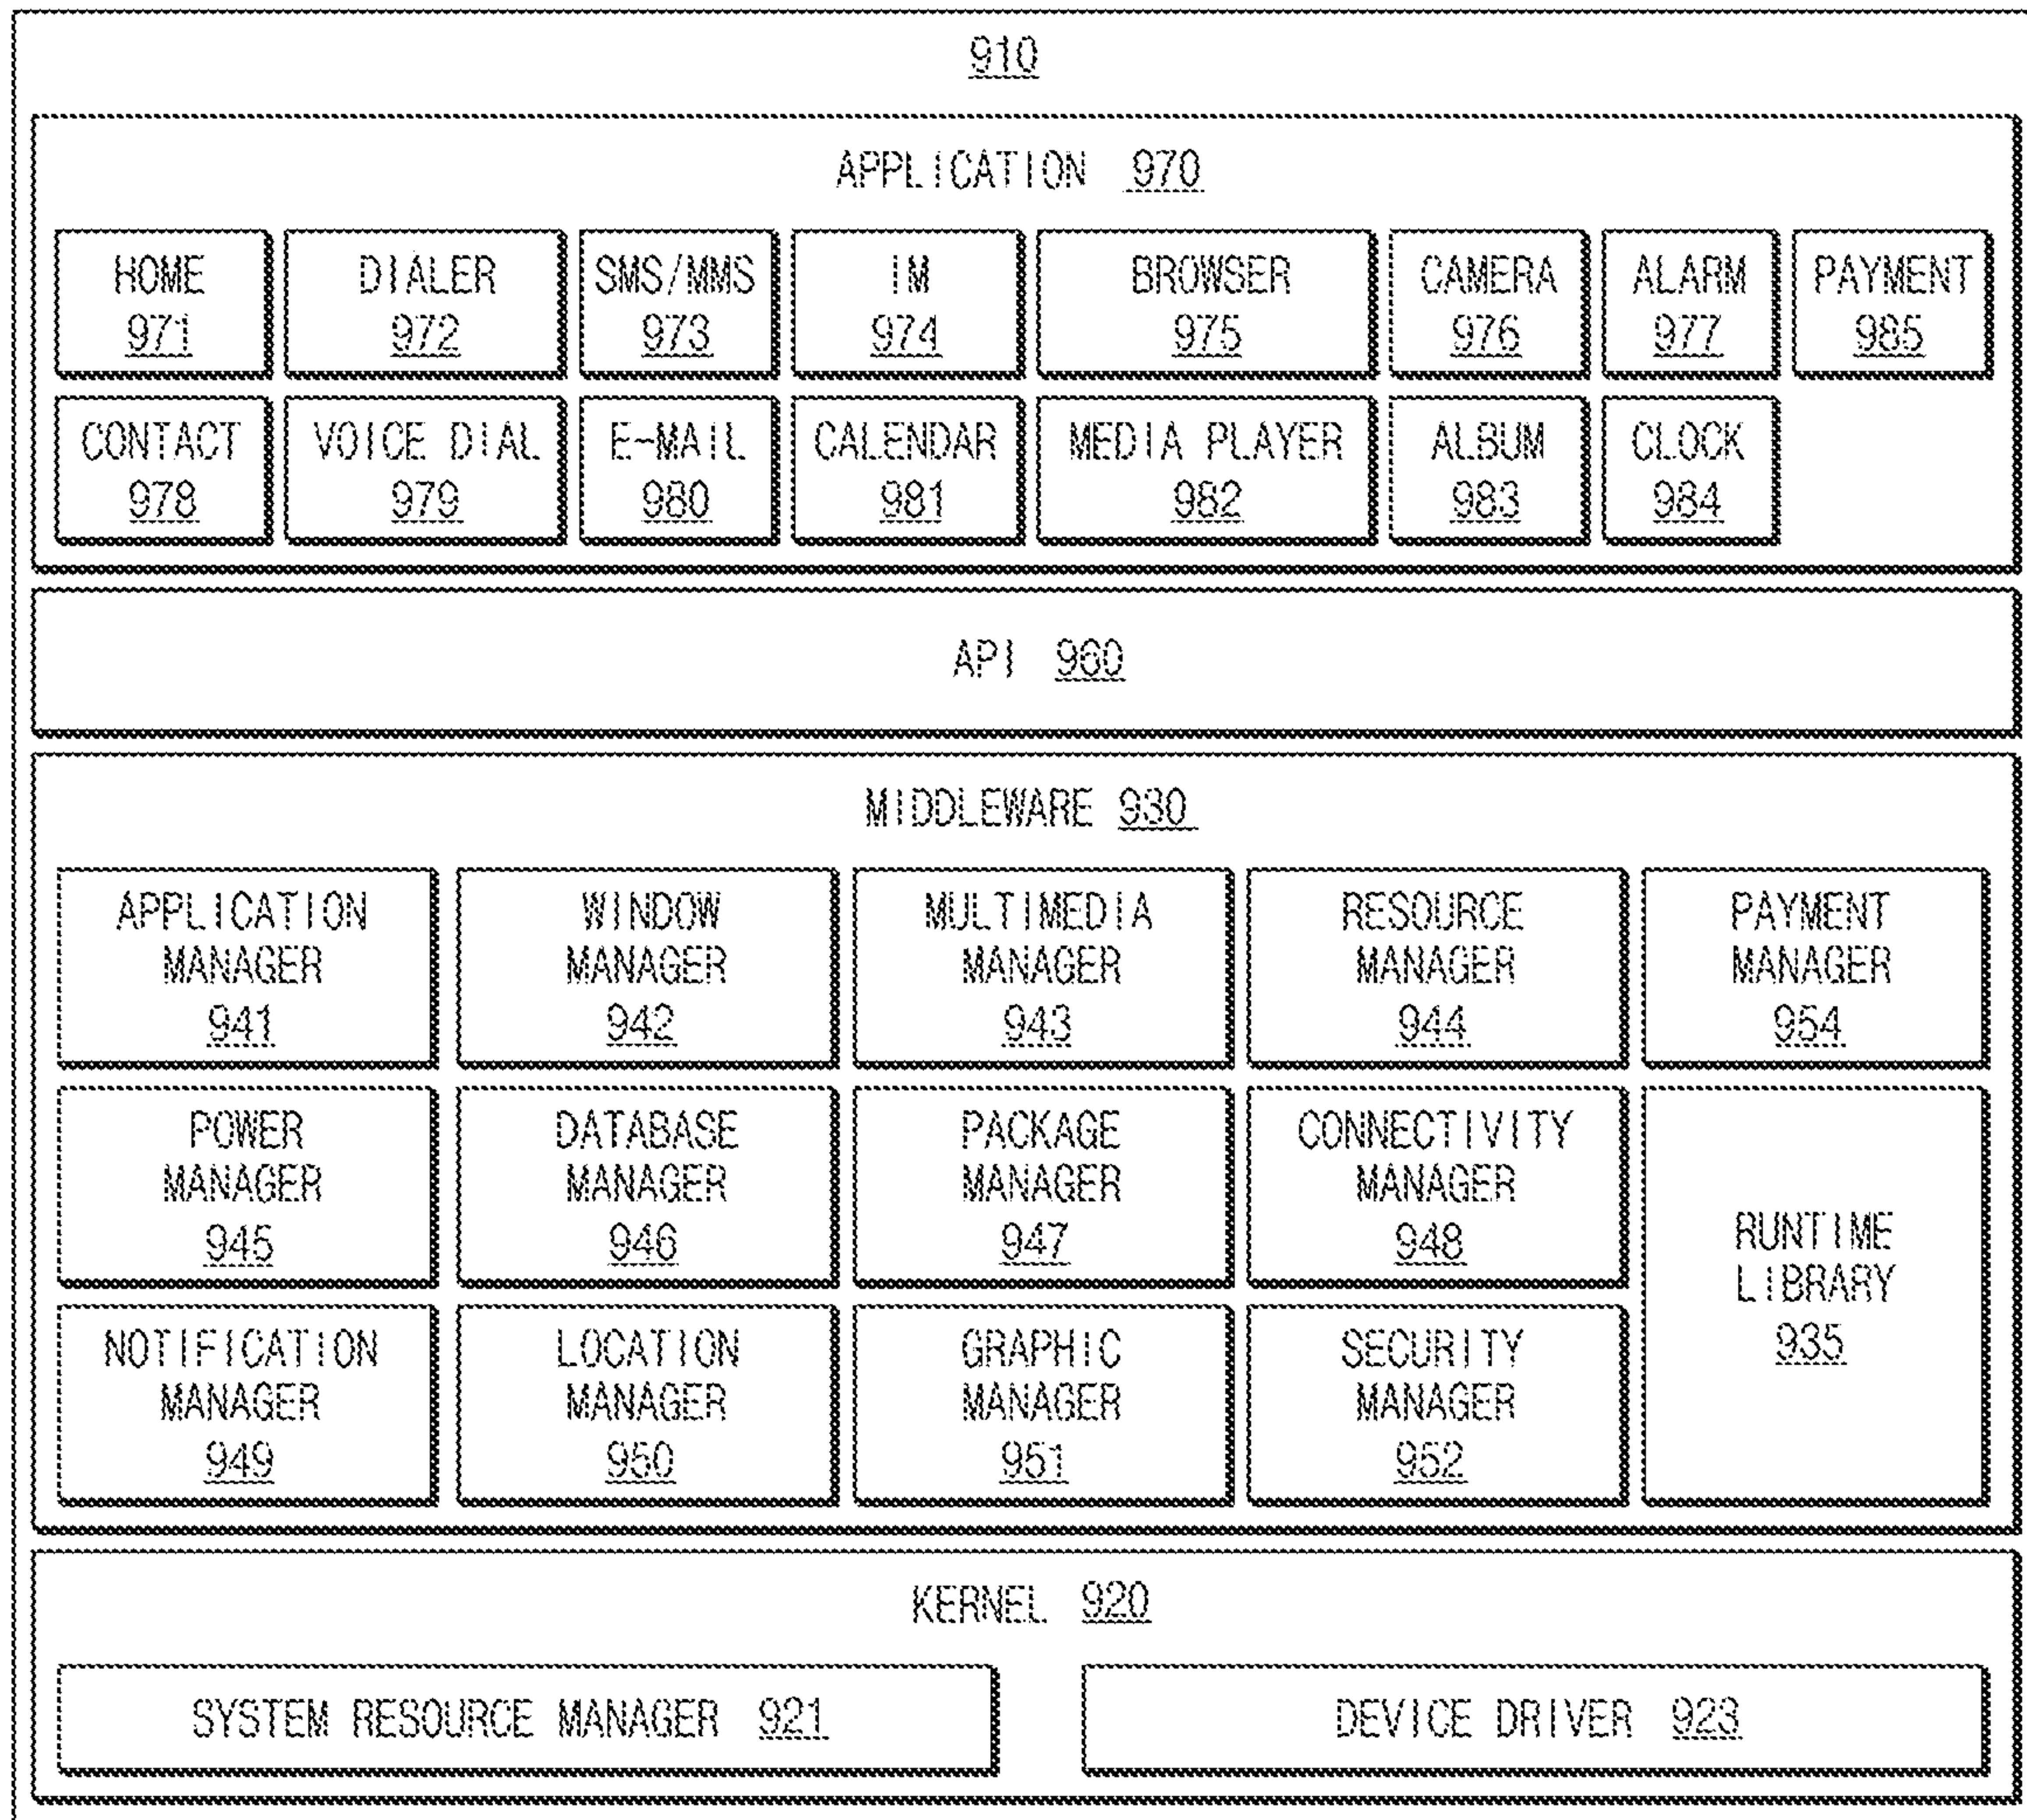 910
APPLICATION 970
HOME
971
DIALER
972
SMS/MMS
973
IM
974
BROWSER
975
CAMERA
976
ALARM
977
PAYMENT
985
CONTACT
978
VOICE DIAL
979
E-MAIL
980
CALENDAR
981
MEDIA PLAYER
982
ALBUM
983
CLOCK
984
API 960
MIDDLEWARE 930
APPLICATION
MANAGER
941
WINDOW
MANAGER
942
MULTIMEDIA
MANAGER
943
RESOURCE
MANAGER
944
PAYMENT
MANAGER
954
POWER
MANAGER
945
DATABASE
MANAGER
946
PACKAGE
MANAGER
947
CONNECTIVITY
MANAGER
948
RUNTIME
LIBRARY
935
NOTIFICATION
MANAGER
949
LOCATION
MANAGER
950
GRAPHIC
MANAGER
951
SECURITY
MANAGER
952
KERNEL 920
SYSTEM RESOURCE MANAGER 921
DEVICE DRIVER 923